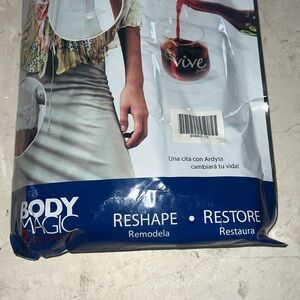 vive
Una cita con Ardyss
cambiará tu vida!
BODY
MAGIC
RESHAPE • RESTORE
Remodela
Restaura